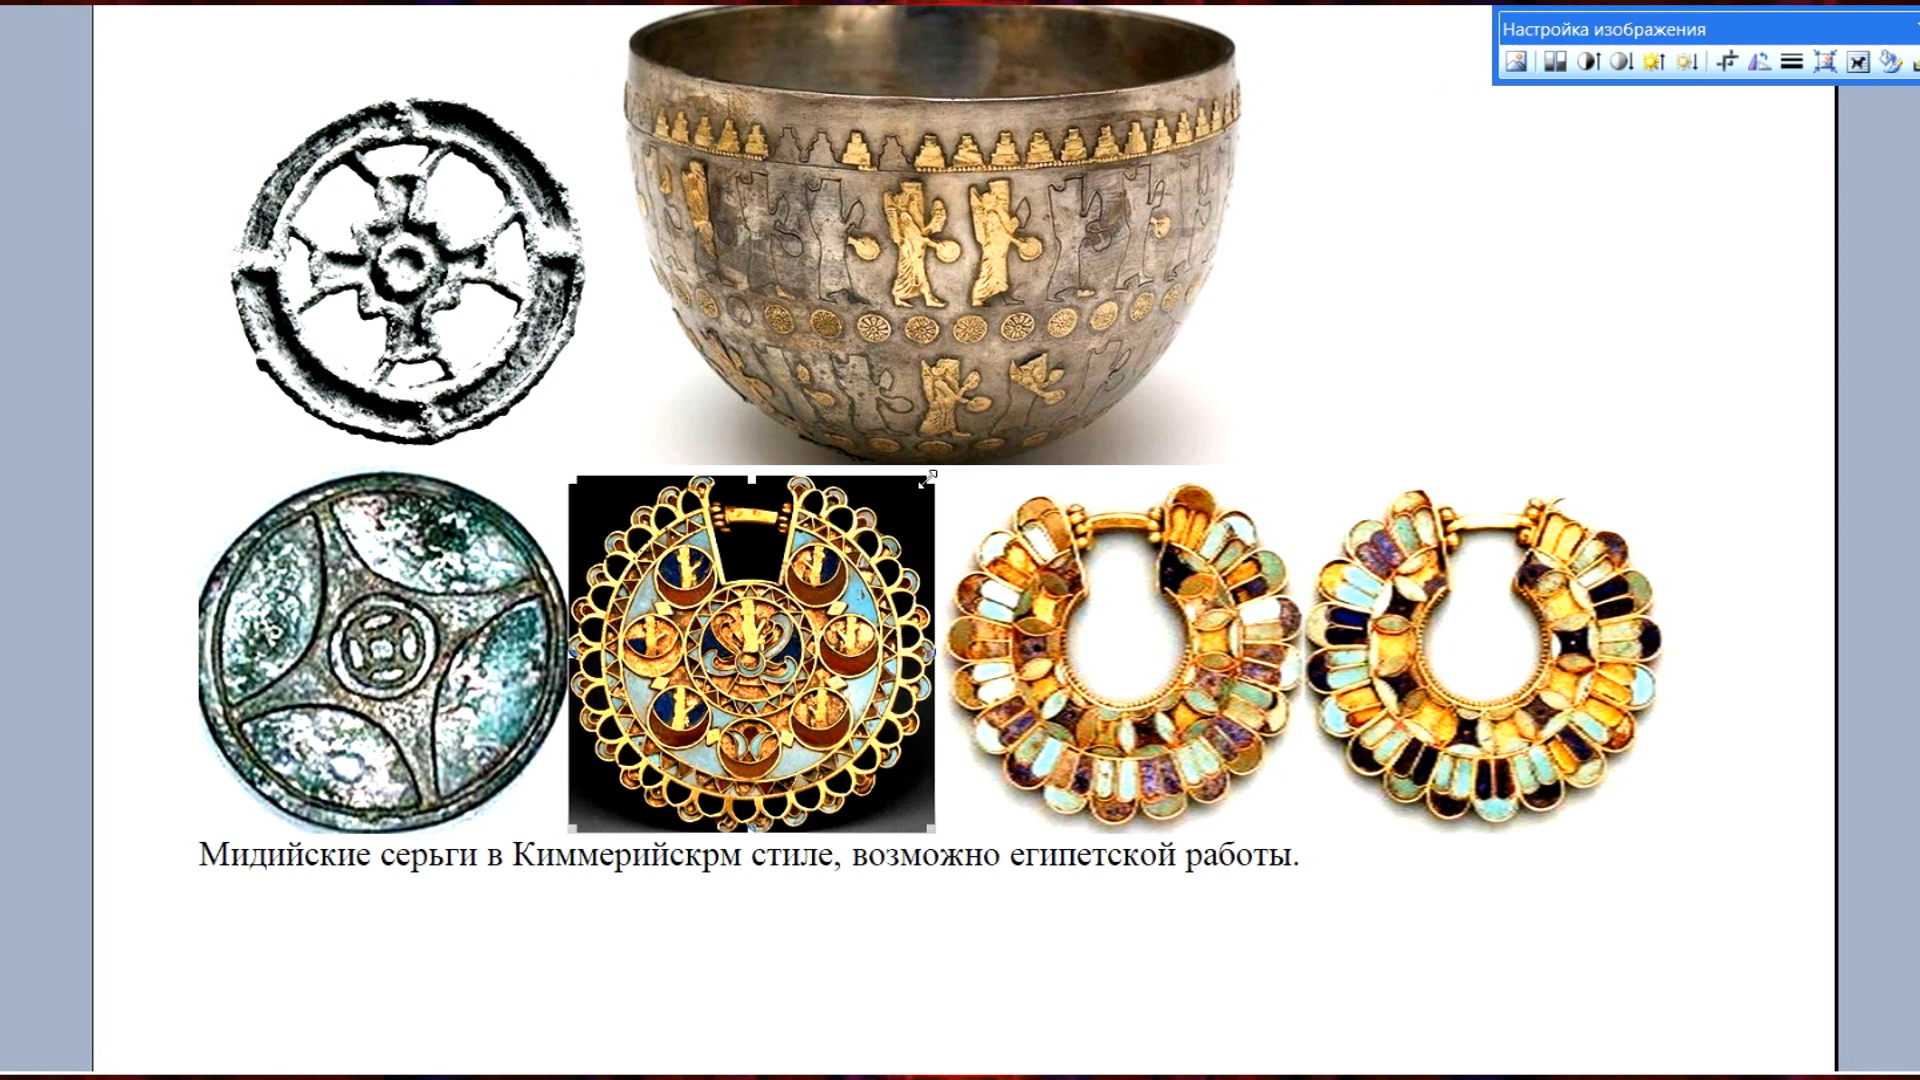 Настройка изображения
Мидийские серьги в Киммерийскрм стиле, возможно египетской работы.